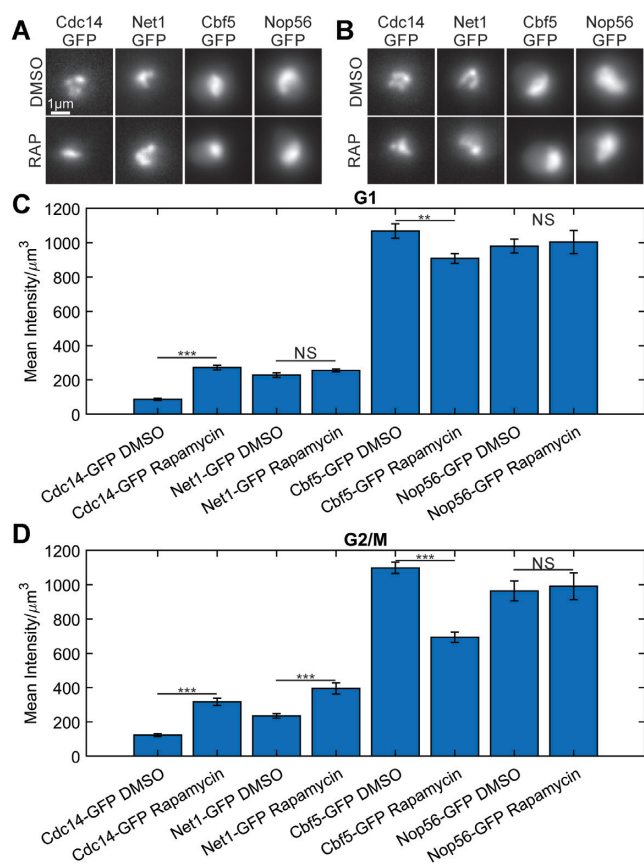 A
Cdc14 Net1 Cbf5 Nop56
GFP GFP GFP GFP
DMSO
1µm
RAP
B
Cdc14 Net1 Cbf5 Nop56
GFP GFP GFP GFP
DMSO
RAP
C
G1
Mean Intensity/µm³
1200
1000
800
600
400
200
0
***
NS
**
NS
Cdc14-GFP DMSO
Cdc14-GFP Rapamycin
Net1-GFP DMSO
Net1-GFP Rapamycin
Cbf5-GFP DMSO
Cbf5-GFP Rapamycin
Nop56-GFP DMSO
Nop56-GFP Rapamycin
D
G2/M
Mean Intensity/µm³
1200
1000
800
600
400
200
0
***
***
***
NS
Cdc14-GFP DMSO
Cdc14-GFP Rapamycin
Net1-GFP DMSO
Net1-GFP Rapamycin
Cbf5-GFP DMSO
Cbf5-GFP Rapamycin
Nop56-GFP DMSO
Nop56-GFP Rapamycin